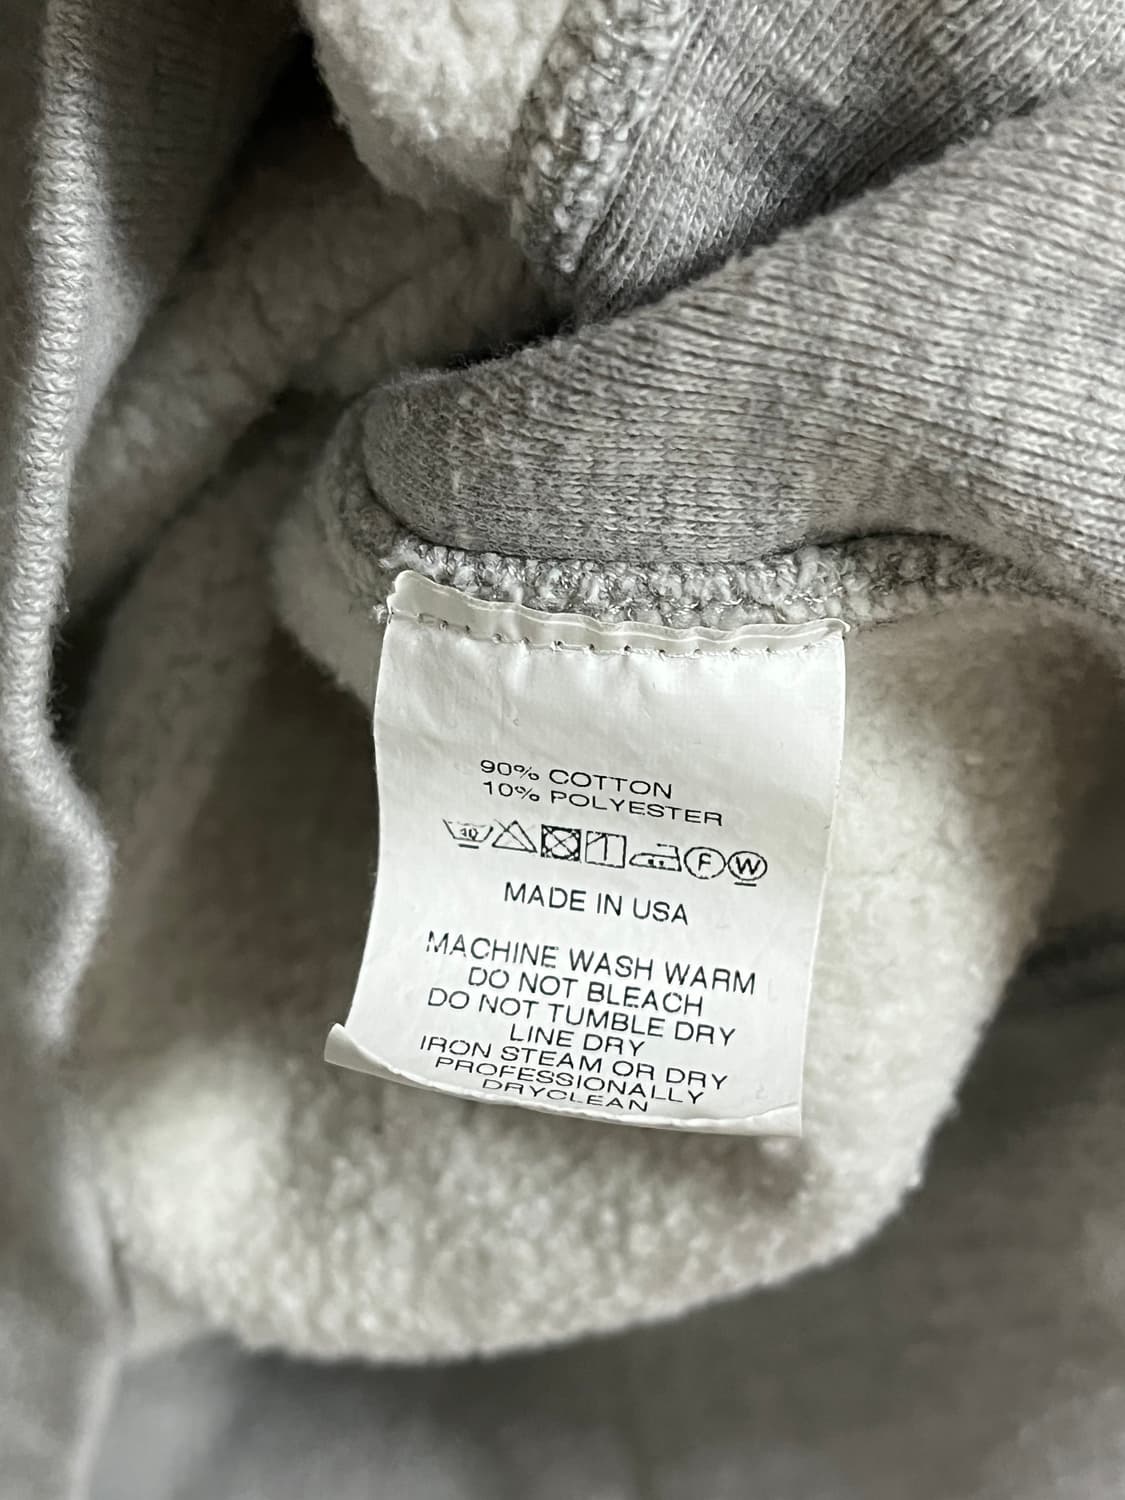 90% COTTON
10% POLYESTER
F W
MADE IN USA
MACHINE WASH WARM
DO NOT BLEACH
DO NOT TUMBLE DRY
LINE DRY
IRON STEAM OR DRY
PROFESSIONALLY
DRYCLEAN